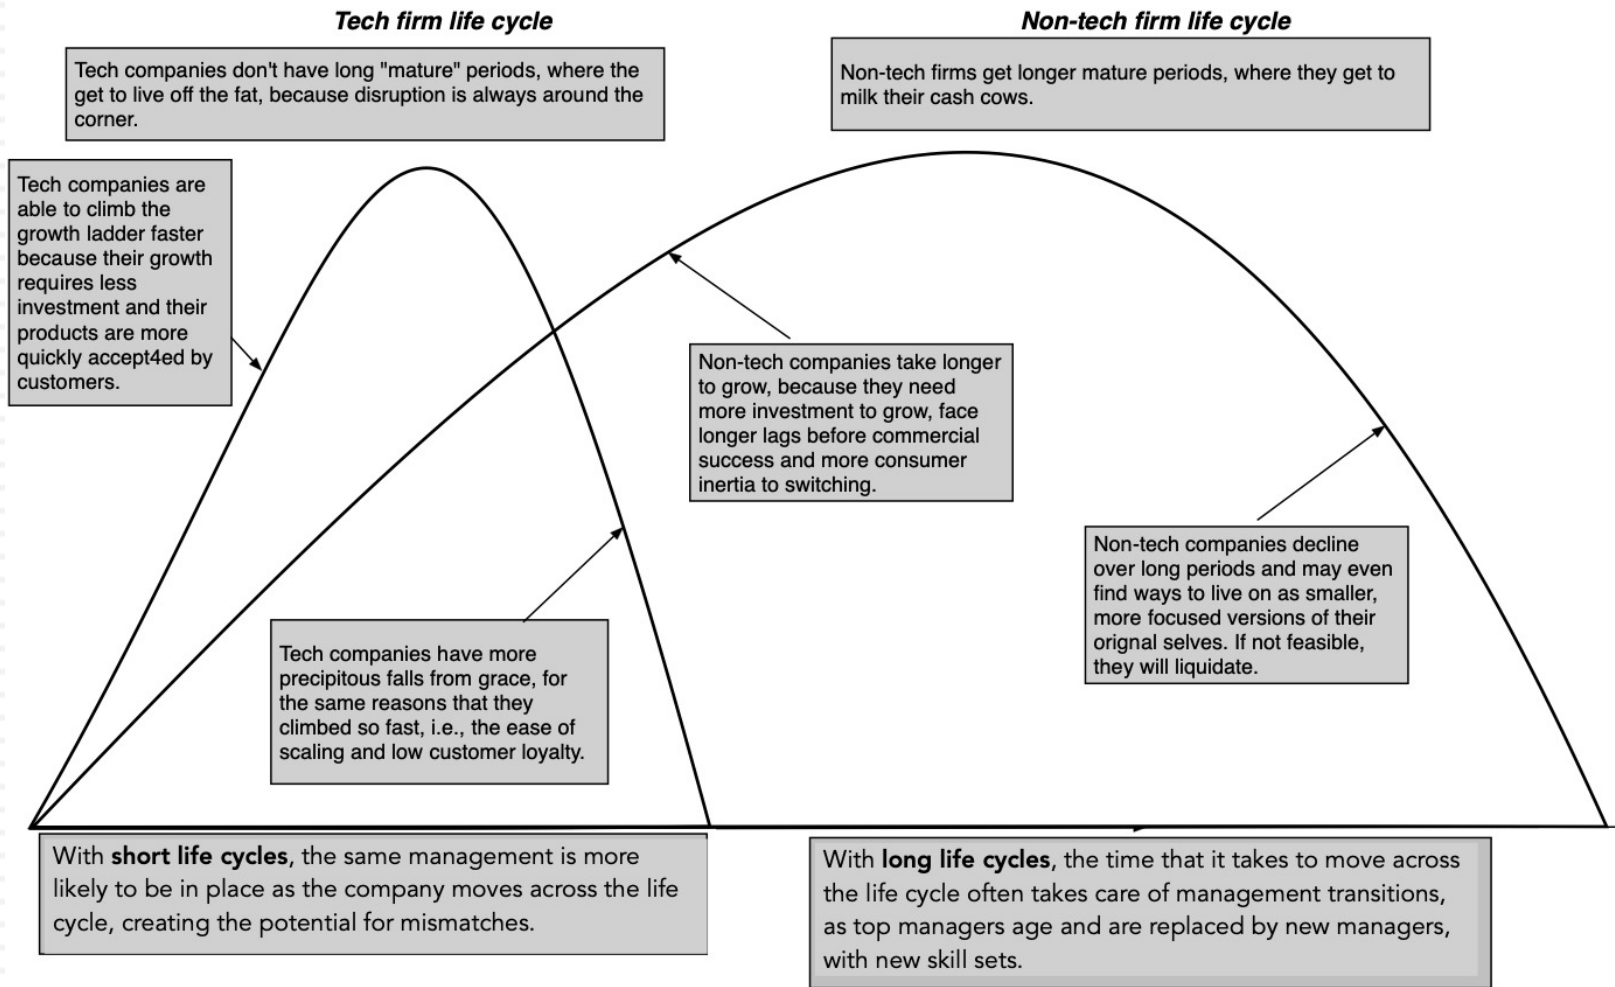 Tech firm life cycle
Non-tech firm life cycle
Tech companies don't have long "mature" periods, where the
get to live off the fat, because disruption is always around the
corner.
Non-tech firms get longer mature periods, where they get to
milk their cash cows.
Tech companies are
able to climb the
growth ladder faster
because their growth
requires less
investment and their
products are more
quickly accept4ed by
customers.
Non-tech companies take longer
to grow, because they need
more investment to grow, face
longer lags before commercial
success and more consumer
inertia to switching.
Non-tech companies decline
over long periods and may even
find ways to live on as smaller,
more focused versions of their
orignal selves. If not feasible,
they will liquidate.
Tech companies have more
precipitous falls from grace, for
the same reasons that they
climbed so fast, i.e., the ease of
scaling and low customer loyalty.
With short life cycles, the same management is more
likely to be in place as the company moves across the life
cycle, creating the potential for mismatches.
With long life cycles, the time that it takes to move across
the life cycle often takes care of management transitions,
as top managers age and are replaced by new managers,
with new skill sets.